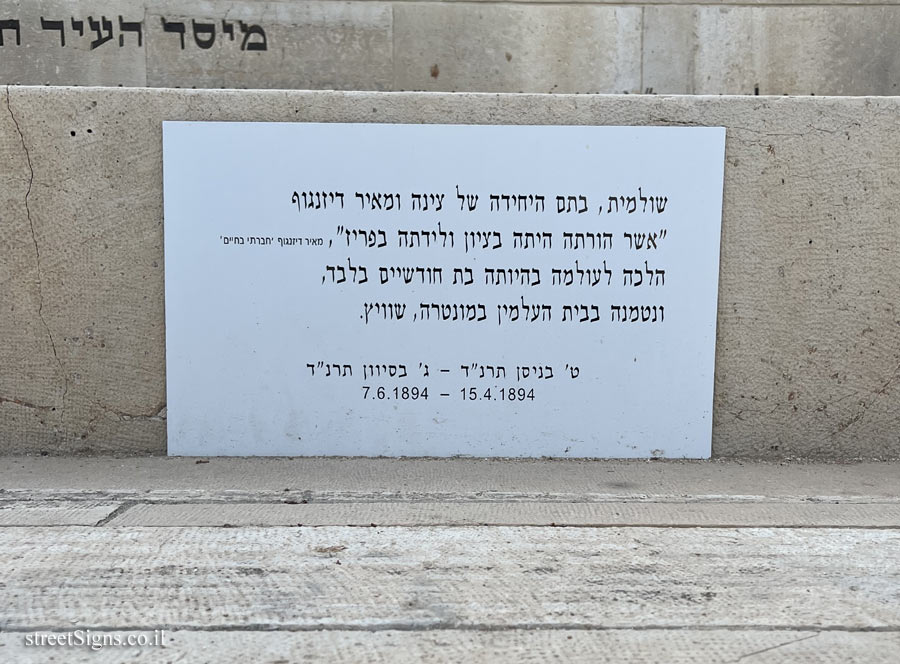 מיסד העיר
שולמית, בתם היחידה של צינה ומאיר דיזנגוף
"אשר הורתה היתה בציון ולידתה בפריז", מאיר דיזנגוף 'חברתי בחיים'
הלכה לעולמה בהיותה בת חודשיים בלבד,
ונטמנה בבית העלמין במונטרה, שוויץ.
ט' בניסן תרנ"ד – ג' בסיוון תרנ"ד
7.6.1894 – 15.4.1894
streetSigns.co.il